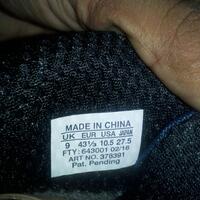 MADE IN CHINA
UK EUR USA JAPAN
9 43⅓ 10.5 27.5
FTY: 643001 02/16
ART NO. 378391
Pat. Pending